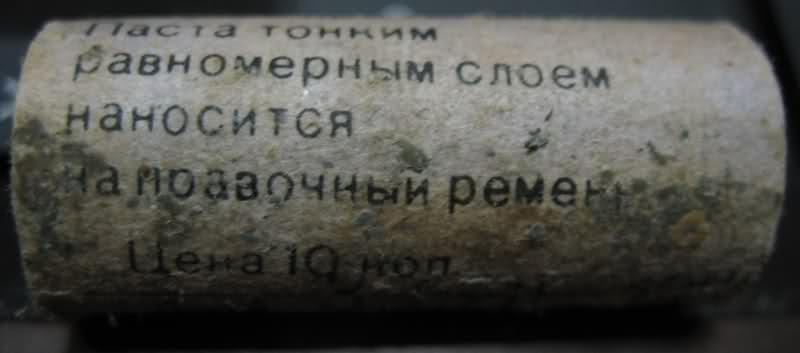 Паста тонким
равномерным слоем
наносится
на правочный ремень
Цена 10 коп